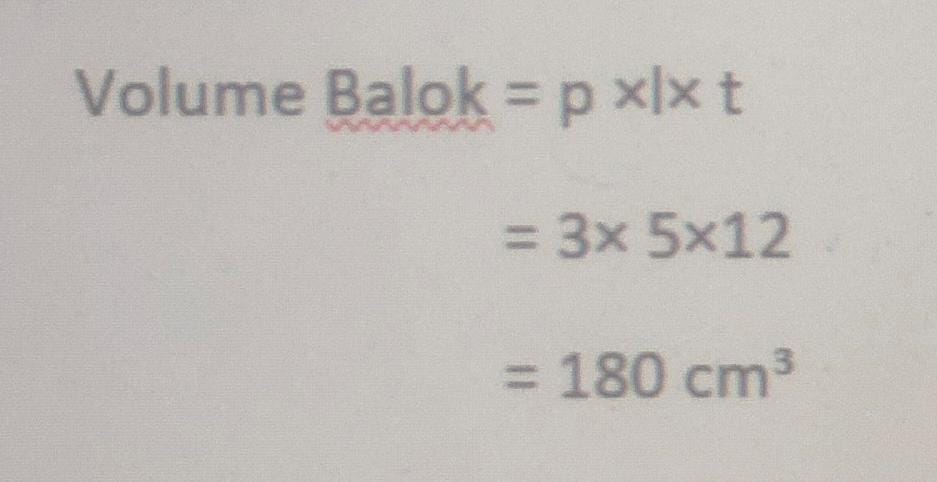 Volume Balok = p ×l× t
= 3× 5×12
= 180 cm³